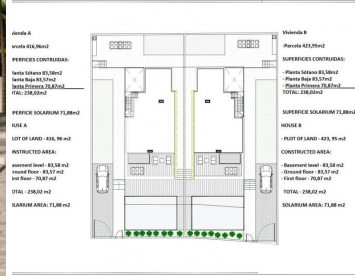 vienda A
arcela 416,96m2
PERFICIES CONTRUIDAS:
lanta Sótano 83,58m2
lanta Baja 83,57m2
lanta Primera 70,87m2
ITAL: 238,02m2
PERFICIE SOLARIUM 71,88m2
USE A
LOT OF LAND - 416, 96 m2
INSTRUCTED AREA:
asement level - 83,58 m2
round floor - 83,57 m2
irst floor - 70,87 m2
OTAL - 238,02 m2
ILARIUM AREA: 71,88 m2
Vivienda B
-Parcela 423,95m2
SUPERFICIES CONTRUIDAS:
- Planta Sótano 83,58m2
- Planta Baja 83,57m2
- Planta Primera 70,87m2
TOTAL: 238,02m2
SUPERFICIE SOLARIUM 71,88m2
HOUSE B
- PLOT OF LAND - 423, 95 m2
CONSTRUCTED AREA:
- Basement level - 83,58 m2
- Ground floor - 83,57 m2
- First floor - 70,87 m2
TOTAL - 238,02 m2
SOLARIUM AREA: 71,88 m2